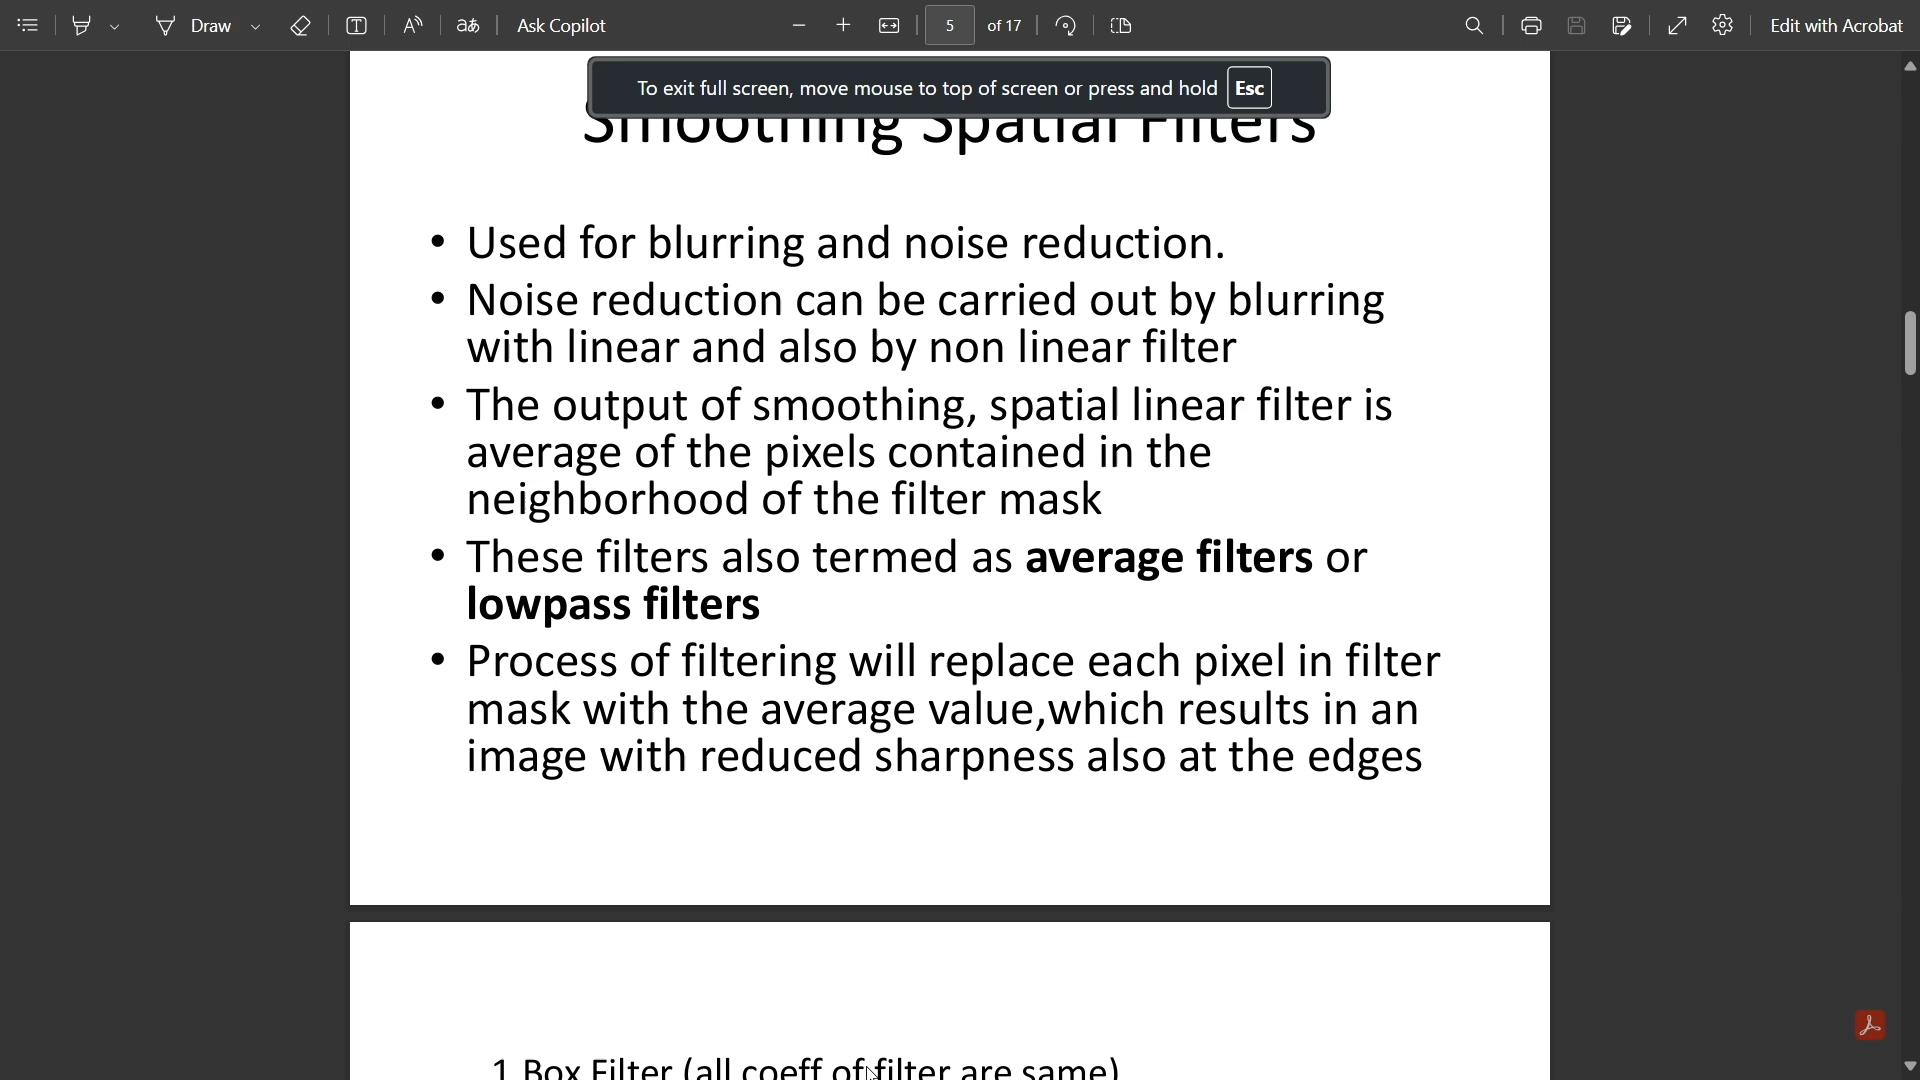 Draw
aあ
Ask Copilot
5 of 17
Edit with Acrobat
To exit full screen, move mouse to top of screen or press and hold Esc
Smoothing Spatial Filters
• Used for blurring and noise reduction.
• Noise reduction can be carried out by blurring
with linear and also by non linear filter
• The output of smoothing, spatial linear filter is
average of the pixels contained in the
neighborhood of the filter mask
• These filters also termed as average filters or
lowpass filters
• Process of filtering will replace each pixel in filter
mask with the average value,which results in an
image with reduced sharpness also at the edges
1 Box Filter (all coeff of filter are same)